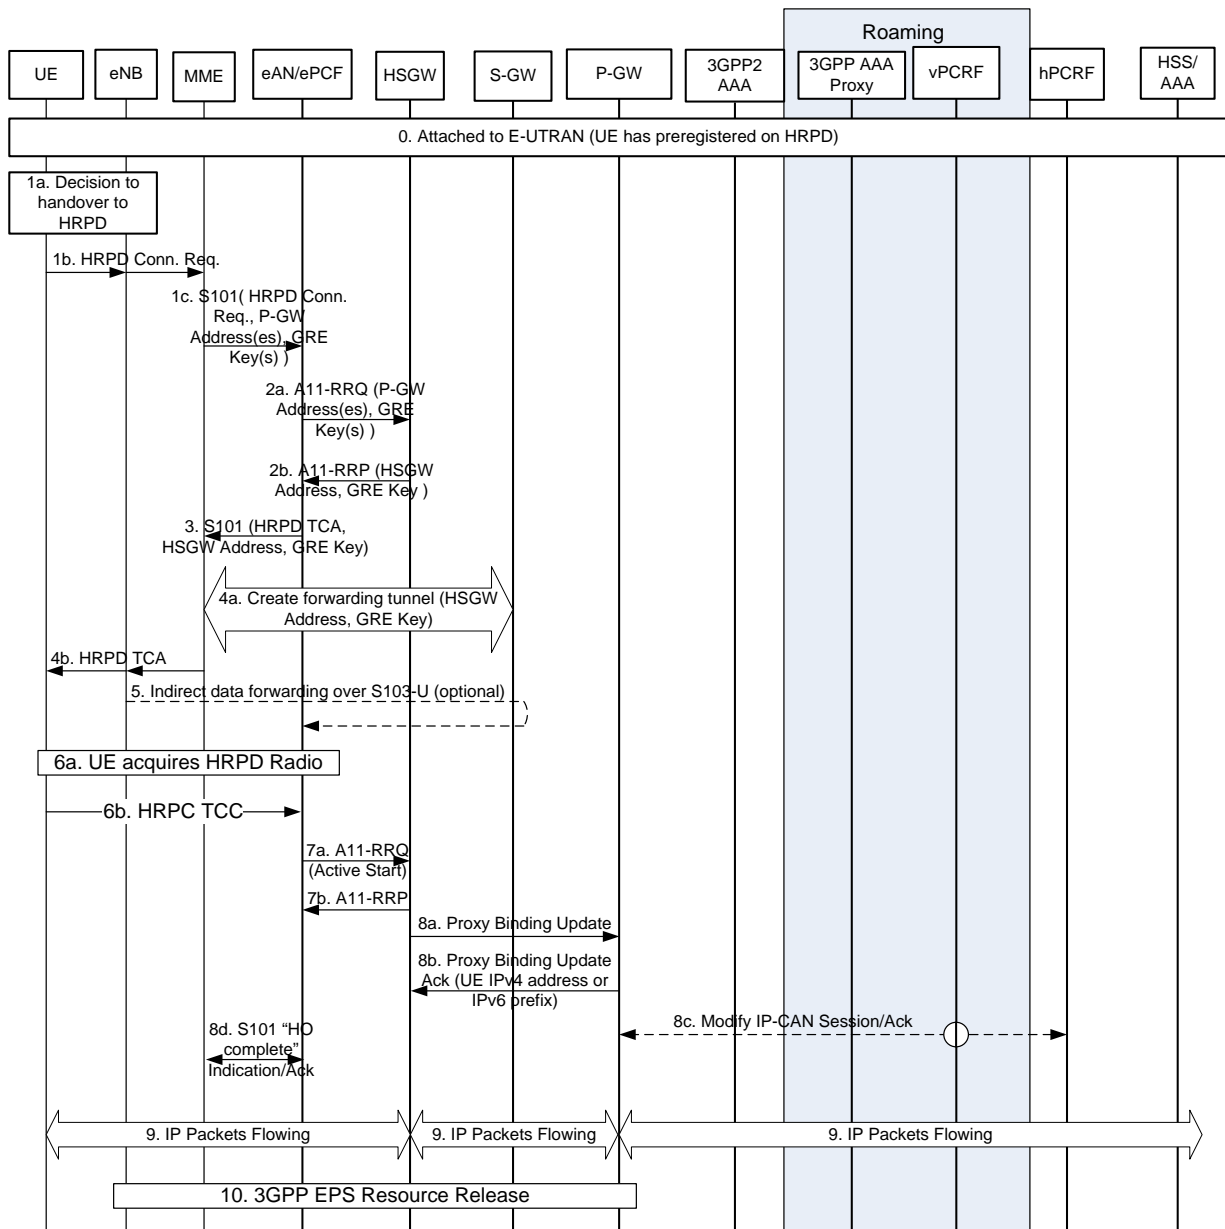 Roaming
UE
eNB
MME
eAN/ePCF
HSGW
S-GW
P-GW
3GPP2
AAA
3GPP AAA
Proxy
vPCRF
hPCRF
HSS/
AAA
0. Attached to E-UTRAN (UE has preregistered on HRPD)
1a. Decision to
handover to
HRPD
1b. HRPD Conn. Req.
1c. S101( HRPD Conn.
Req., P-GW
Address(es), GRE
Key(s) )
2a. A11-RRQ (P-GW
Address(es), GRE
Key(s) )
2b. A11-RRP (HSGW
Address, GRE Key )
3. S101 (HRPD TCA,
HSGW Address, GRE Key)
4a. Create forwarding tunnel (HSGW
Address, GRE Key)
4b. HRPD TCA
5. Indirect data forwarding over S103-U (optional)
6a. UE acquires HRPD Radio
6b. HRPC TCC
7a. A11-RRQ
(Active Start)
7b. A11-RRP
8a. Proxy Binding Update
8b. Proxy Binding Update
Ack (UE IPv4 address or
IPv6 prefix)
8c. Modify IP-CAN Session/Ack
8d. S101 “HO
complete”
Indication/Ack
9. IP Packets Flowing
9. IP Packets Flowing
9. IP Packets Flowing
10. 3GPP EPS Resource Release